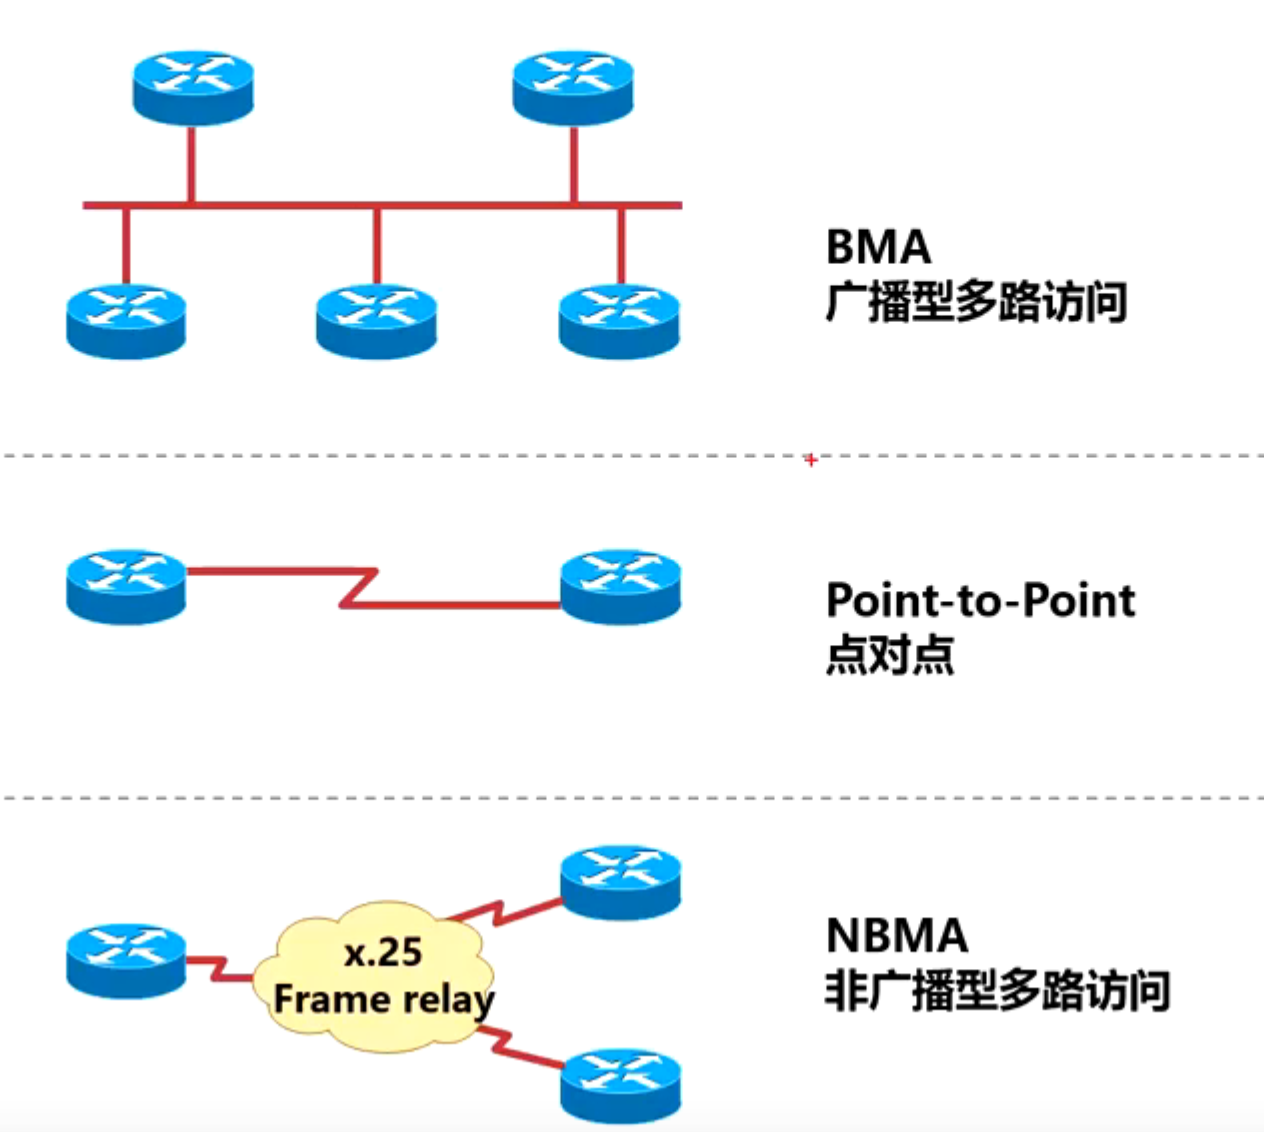 BMA
广播型多路访问
Point-to-Point
点对点
x.25
Frame relay
NBMA
非广播型多路访问